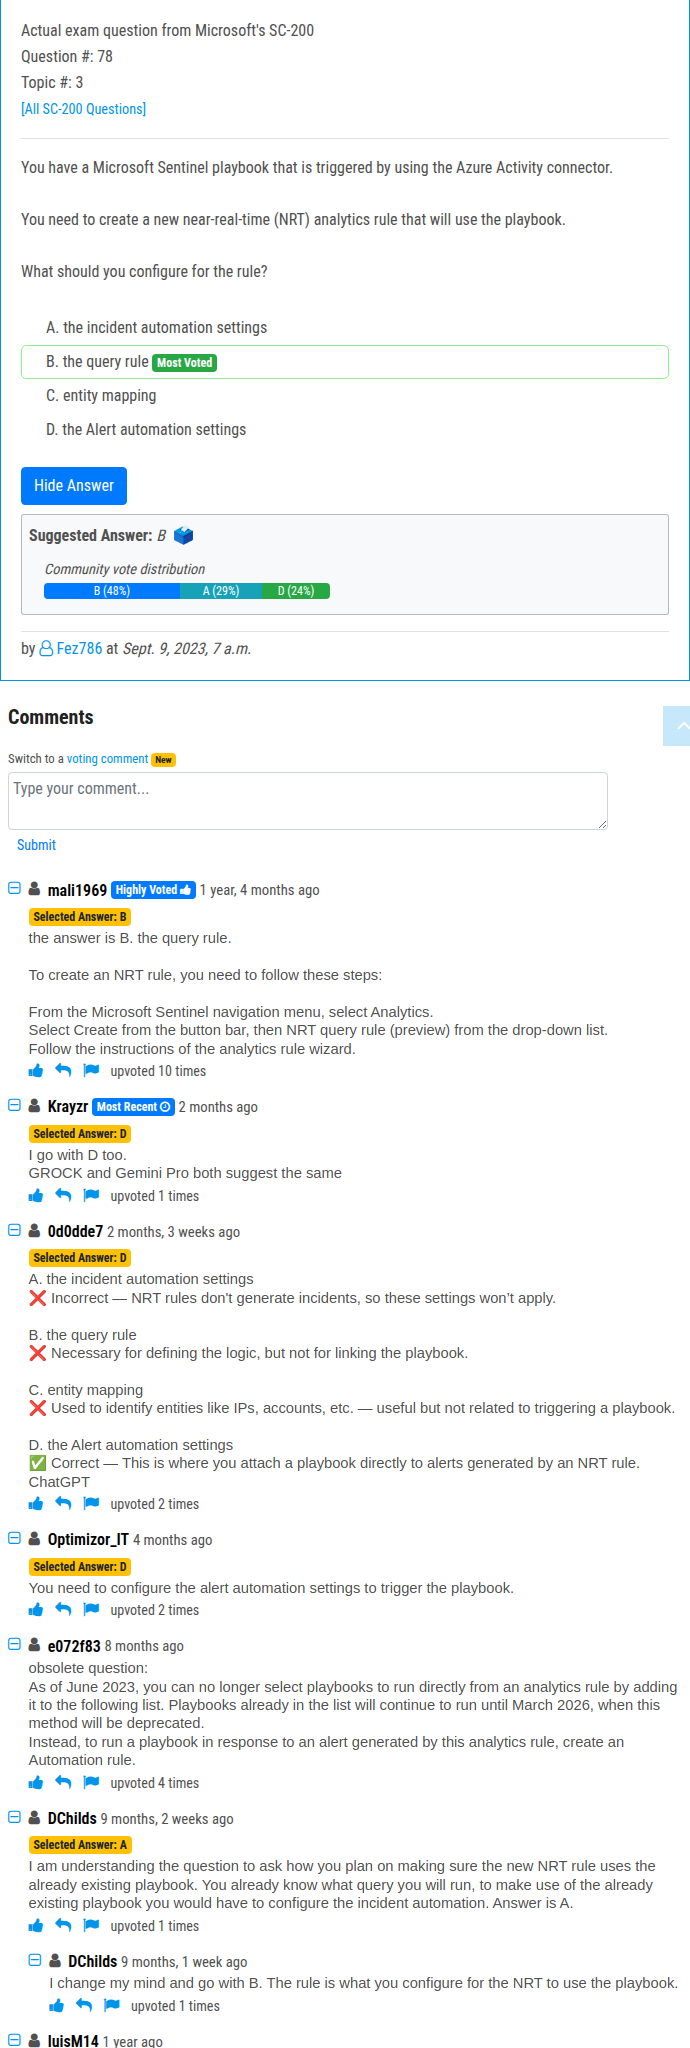 Actual exam question from Microsoft's SC-200
Question #: 78
Topic #: 3
[All SC-200 Questions]
You have a Microsoft Sentinel playbook that is triggered by using the Azure Activity connector.
You need to create a new near-real-time (NRT) analytics rule that will use the playbook.
What should you configure for the rule?
A. the incident automation settings
B. the query rule Most Voted
C. entity mapping
D. the Alert automation settings
Hide Answer
Suggested Answer: B
Community vote distribution
B (48%) A (29%) D (24%)
by Fez786 at Sept. 9, 2023, 7 a.m.
Comments
Switch to a voting comment New
Type your comment...
Submit
mali1969 Highly Voted 1 year, 4 months ago
Selected Answer: B
the answer is B. the query rule.
To create an NRT rule, you need to follow these steps:
From the Microsoft Sentinel navigation menu, select Analytics.
Select Create from the button bar, then NRT query rule (preview) from the drop-down list.
Follow the instructions of the analytics rule wizard.
upvoted 10 times
Krayzr Most Recent 2 months ago
Selected Answer: D
I go with D too.
GROCK and Gemini Pro both suggest the same
upvoted 1 times
0d0dde7 2 months, 3 weeks ago
Selected Answer: D
A. the incident automation settings
❌ Incorrect — NRT rules don't generate incidents, so these settings won’t apply.
B. the query rule
❌ Necessary for defining the logic, but not for linking the playbook.
C. entity mapping
❌ Used to identify entities like IPs, accounts, etc. — useful but not related to triggering a playbook.
D. the Alert automation settings
✅ Correct — This is where you attach a playbook directly to alerts generated by an NRT rule.
ChatGPT
upvoted 2 times
Optimizor_IT 4 months ago
Selected Answer: D
You need to configure the alert automation settings to trigger the playbook.
upvoted 2 times
e072f83 8 months ago
obsolete question:
As of June 2023, you can no longer select playbooks to run directly from an analytics rule by adding
it to the following list. Playbooks already in the list will continue to run until March 2026, when this
method will be deprecated.
Instead, to run a playbook in response to an alert generated by this analytics rule, create an
Automation rule.
upvoted 4 times
DChilds 9 months, 2 weeks ago
Selected Answer: A
I am understanding the question to ask how you plan on making sure the new NRT rule uses the
already existing playbook. You already know what query you will run, to make use of the already
existing playbook you would have to configure the incident automation. Answer is A.
upvoted 1 times
DChilds 9 months, 1 week ago
I change my mind and go with B. The rule is what you configure for the NRT to use the playbook.
upvoted 1 times
luisM14 1 year ago